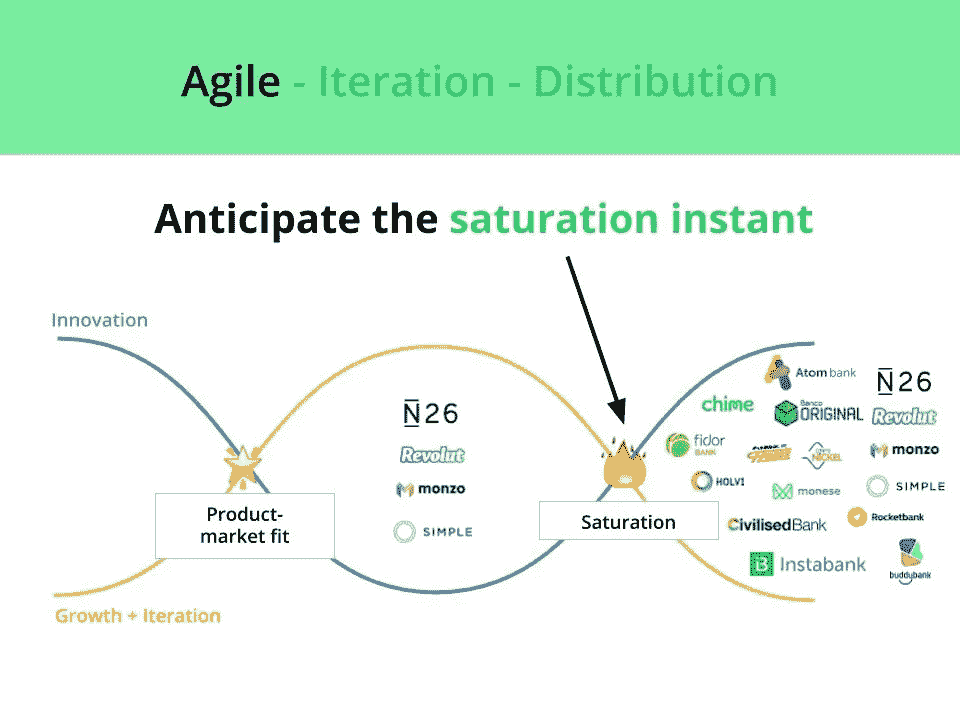 Agile - Iteration - Distribution
Anticipate the saturation instant
Innovation
N26
Revolut
monzo
SIMPLE
Product-
market fit
Saturation
Atom bank
N26
chime
Banco
ORIGINAL
Revolut
fidor
BANK
NICKEL
monzo
HOLVI
monese
SIMPLE
CivilisedBank
Rocketbank
Instabank
buddybank
Growth + Iteration